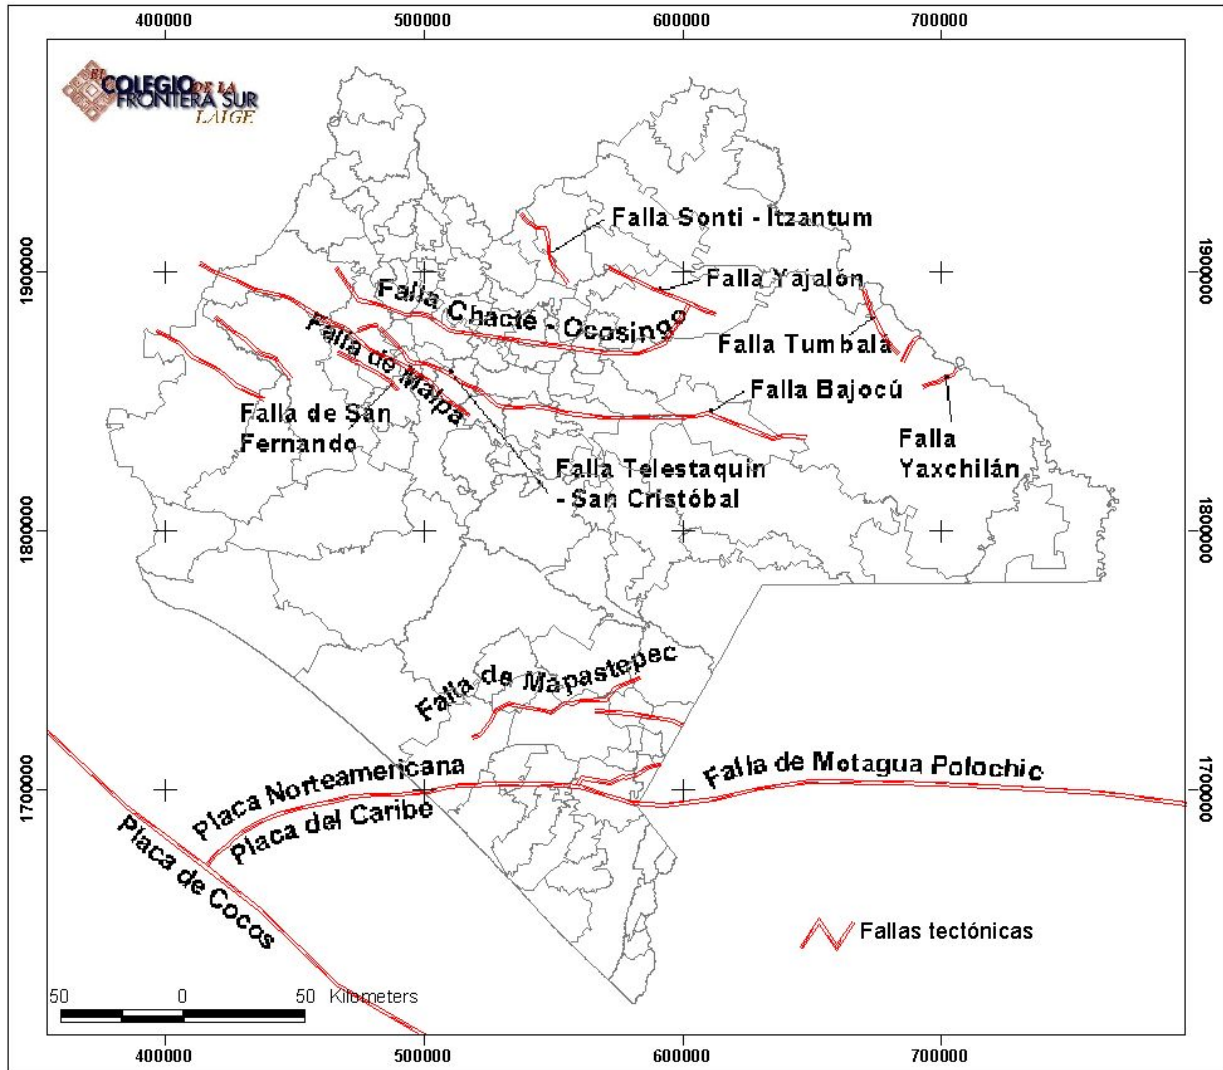 400000 500000 600000 700000
EL
COLEGIO DE LA
FRONTERA SUR
LAIGE
Falla Sonti - Itzantum
1900000
1900000
Falla Yajalón
Falla Chacté - Ocosingo
Falla de Malpa
Falla Tumbalá
Falla Bajocú
Falla de San
Fernando
Falla
Yaxchilán
Falla Telestaquin
- San Cristóbal
1800000
1800000
Falla de Mapastepec
Falla de Motagua Polochic
Placa Norteamericana
1700000
1700000
Placa del Caribe
Placa de Cocos
Fallas tectónicas
50 0 50 Kilometers
400000 500000 600000 700000